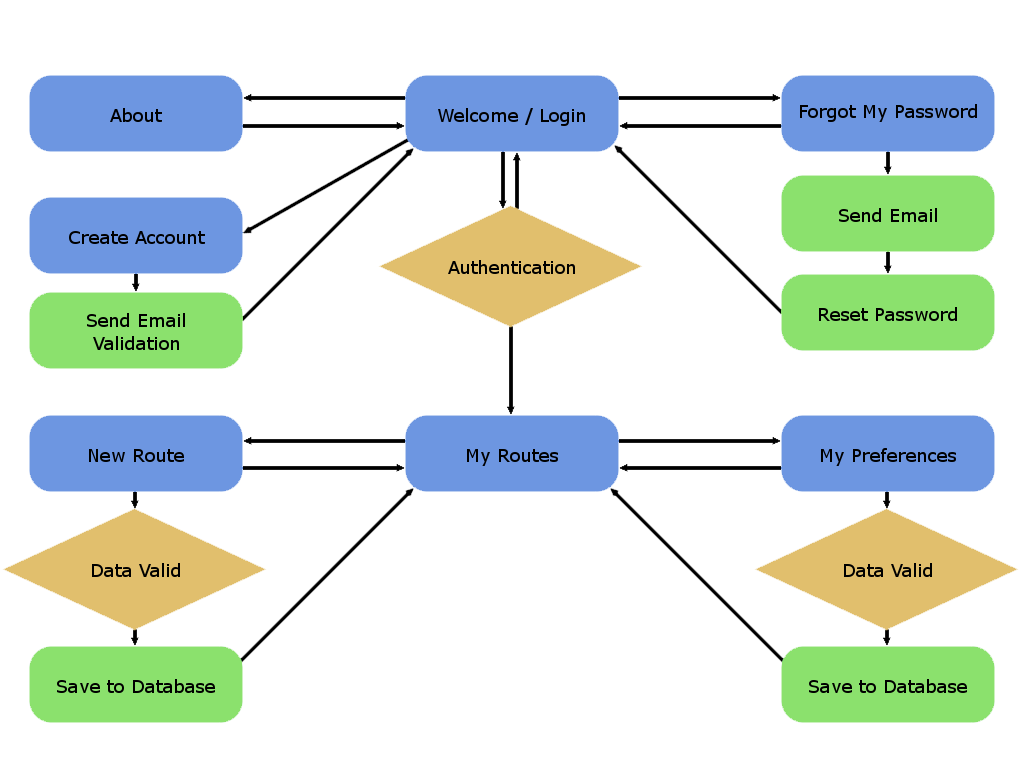 About
Welcome / Login
Forgot My Password
Create Account
Send Email
Authentication
Send Email
Validation
Reset Password
New Route
My Routes
My Preferences
Data Valid
Data Valid
Save to Database
Save to Database